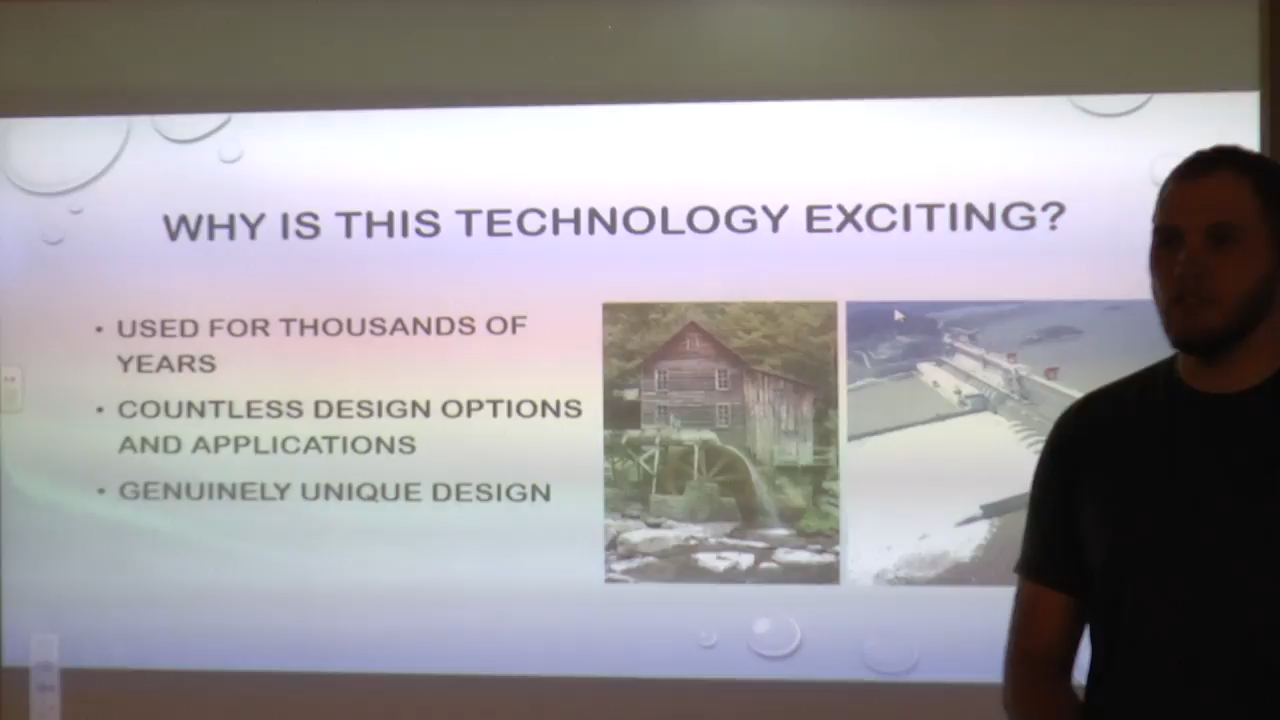 WHY IS THIS TECHNOLOGY EXCITING?
• USED FOR THOUSANDS OF
YEARS
• COUNTLESS DESIGN OPTIONS
AND APPLICATIONS
• GENUINELY UNIQUE DESIGN